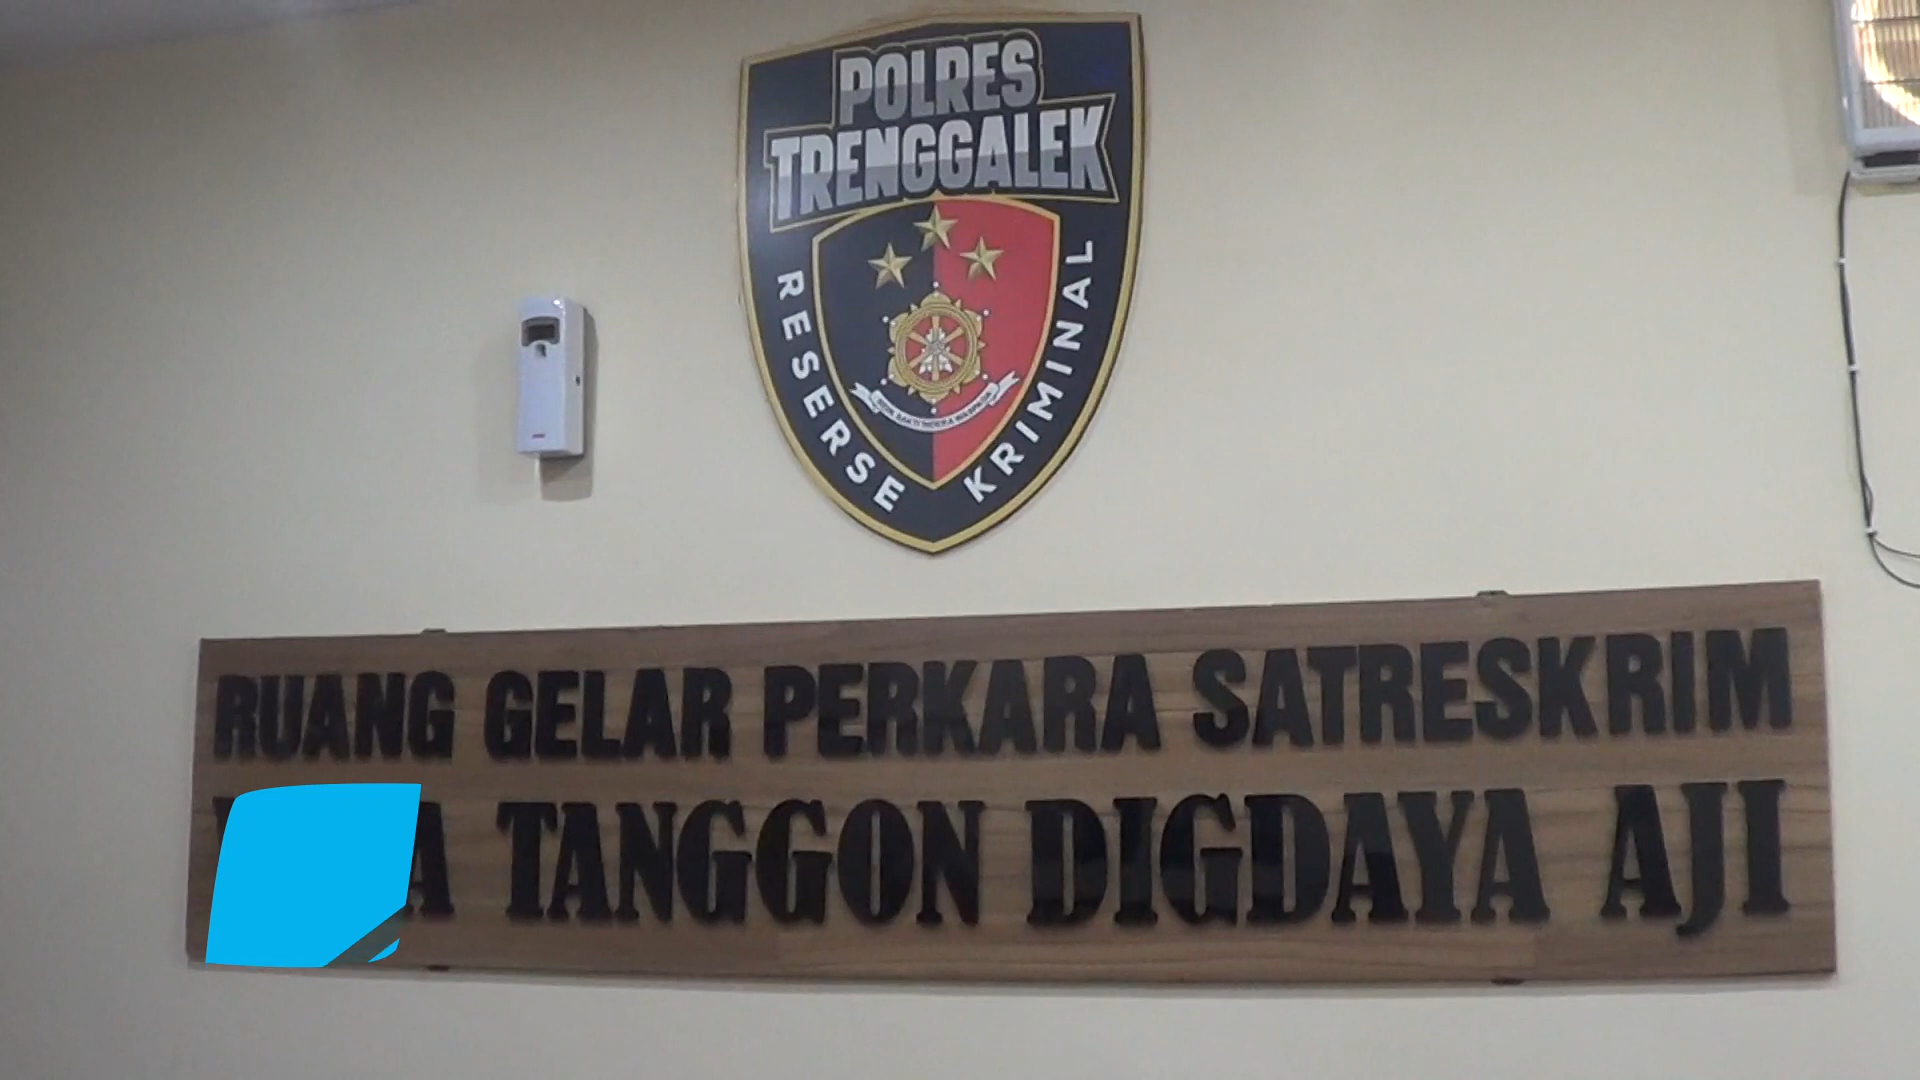 POLRES
TRENGGALEK
RESERSE KRIMINAL
RUANG GELAR PERKARA SATRESKRIM
TANGGON DIGDAYA AJI